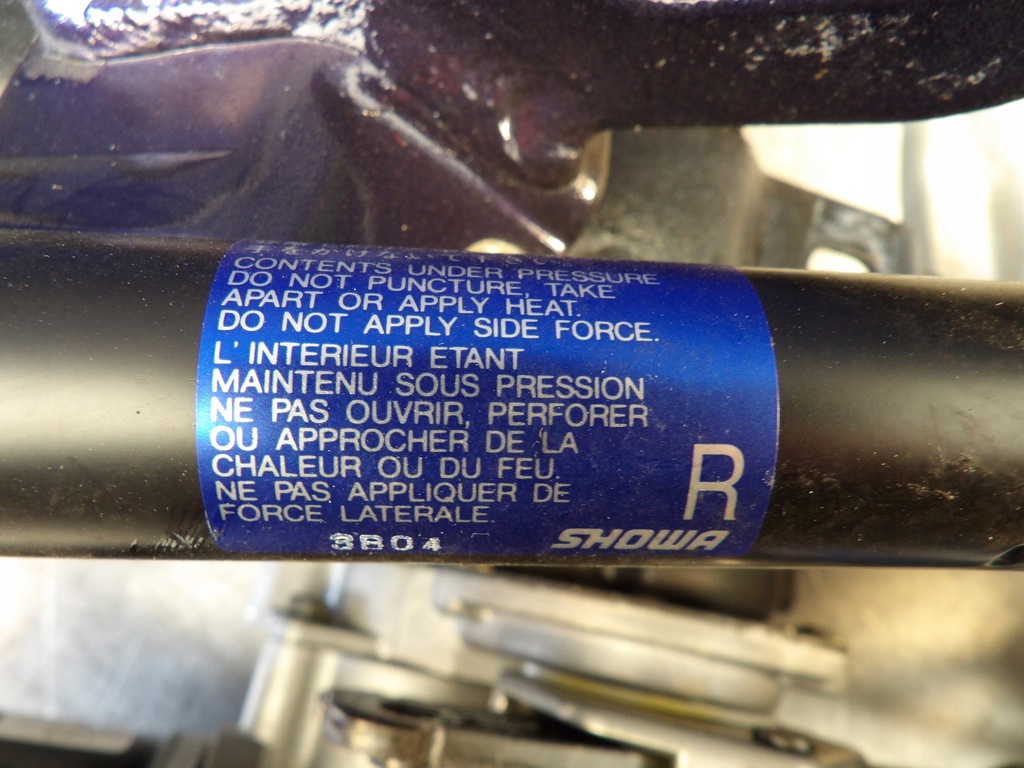 CONTENTS UNDER PRESSURE
DO NOT PUNCTURE, TAKE
APART OR APPLY HEAT.
DO NOT APPLY SIDE FORCE.
L'INTERIEUR ETANT
MAINTENU SOUS PRESSION
NE PAS OUVRIR, PERFORER
OU APPROCHER DE LA
CHALEUR OU DU FEU.
NE PAS APPLIQUER DE
FORCE LATERALE.
R
3B04
SHOWA